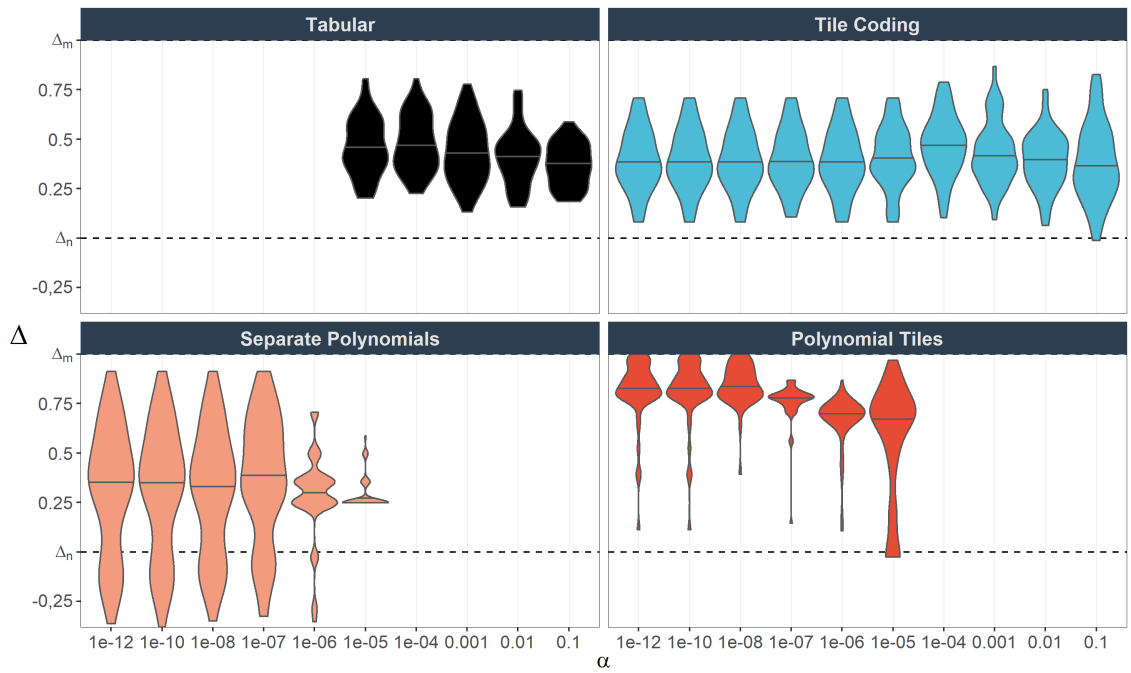 Tabular
Tile Coding
Δm
0.75
0.5
0.25
Δn
-0,25
Δ
Separate Polynomials
Polynomial Tiles
Δm
0.75
0.5
0.25
Δn
-0,25
1e-12 1e-10 1e-08 1e-07 1e-06 1e-05 1e-04 0.001 0.01 0.1
1e-12 1e-10 1e-08 1e-07 1e-06 1e-05 1e-04 0.001 0.01 0.1
α